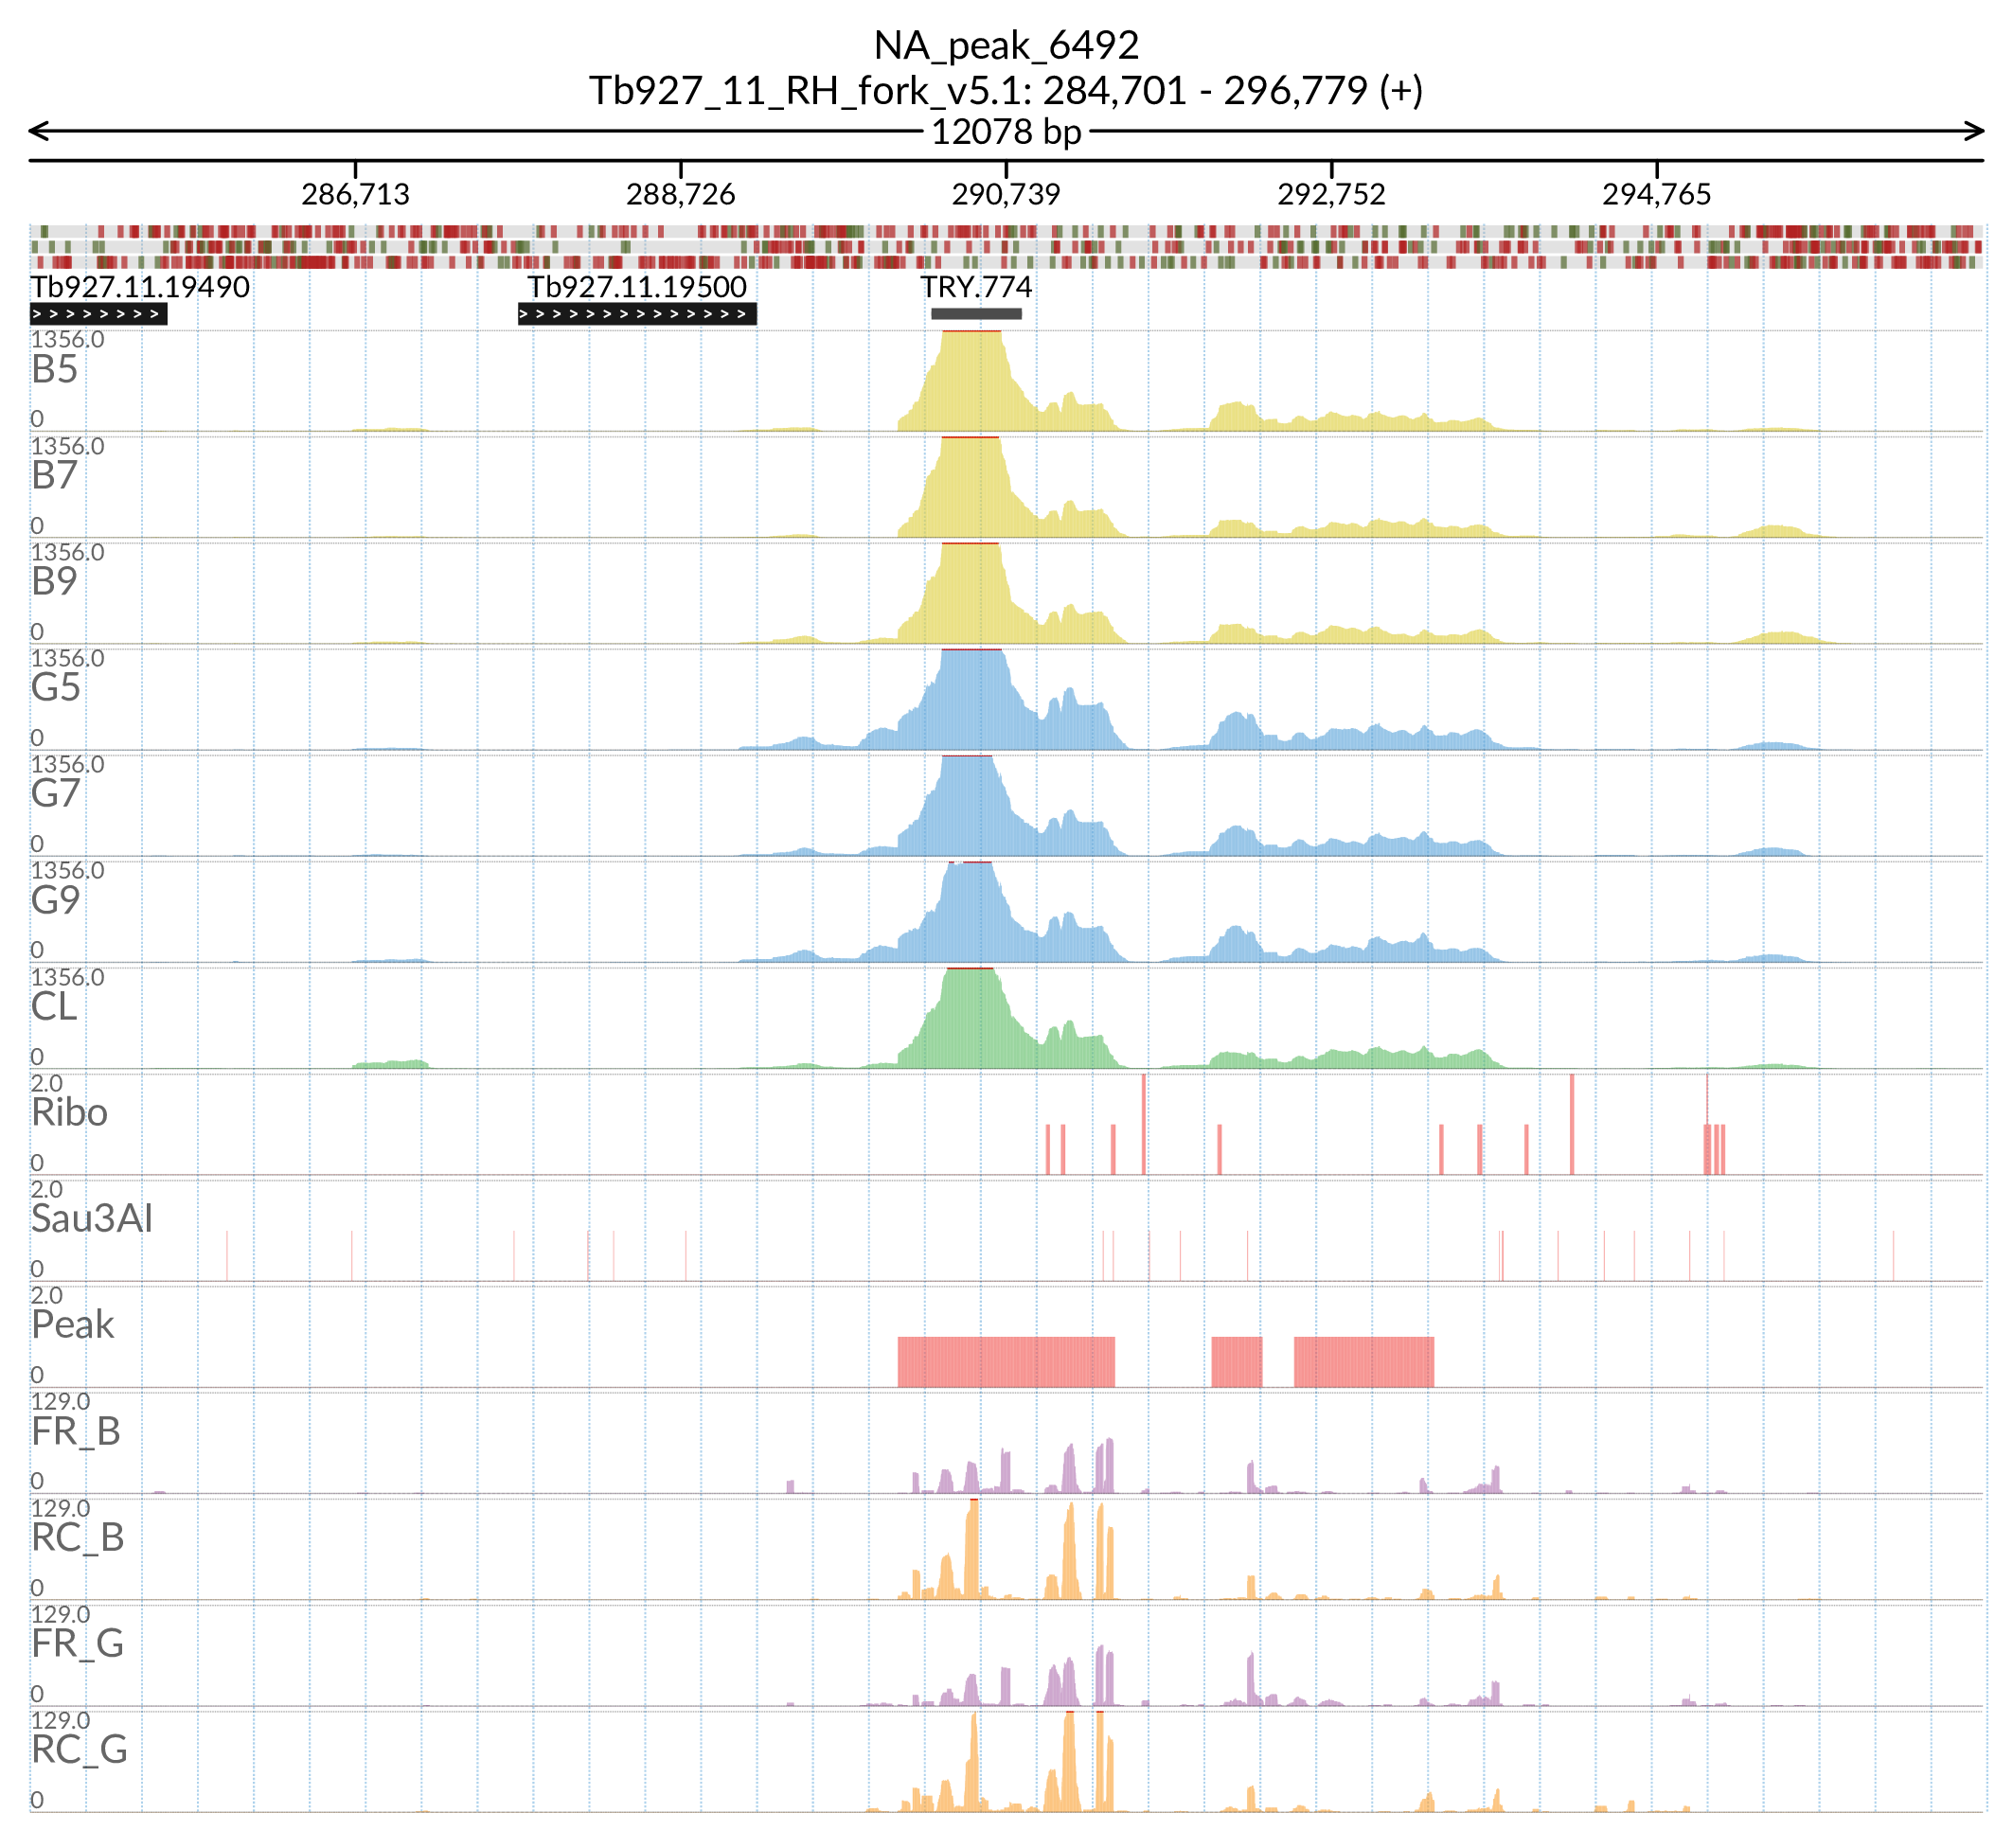 NA_peak_6492
Tb927_11_RH_fork_v5.1: 284,701 - 296,779 (+)
12078 bp
286,713 288,726 290,739 292,752 294,765
Tb927.11.19490 Tb927.11.19500 TRY.774
1356.0
B5
0
1356.0
B7
0
1356.0
B9
0
1356.0
G5
0
1356.0
G7
0
1356.0
G9
0
1356.0
CL
0
2.0
Ribo
0
2.0
Sau3AI
0
2.0
Peak
0
129.0
FR_B
0
129.0
RC_B
0
129.0
FR_G
0
129.0
RC_G
0